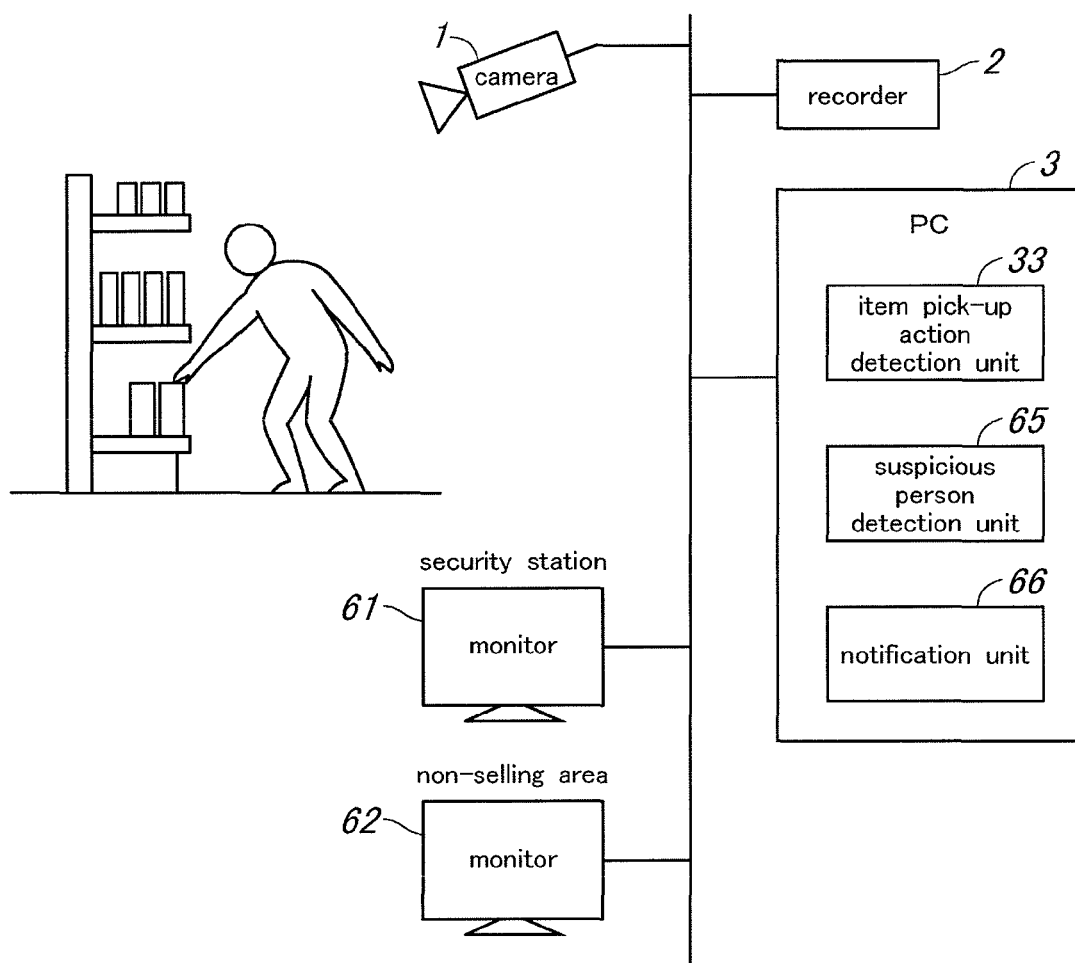 1
camera
2
recorder
3
PC
33
item pick-up
action
detection unit
65
suspicious
person
detection unit
66
notification unit
security station
61
monitor
non-selling area
62
monitor